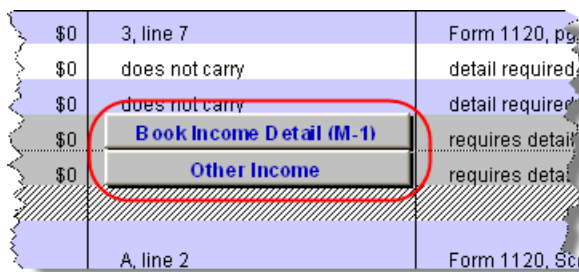 $0 3, line 7 Form 1120, pg
$0 does not carry detail required
$0 does not carry detail required
$0 Book Income Detail (M-1) requires detail
$0 Other Income requires detai
A, line 2 Form 1120, Sc